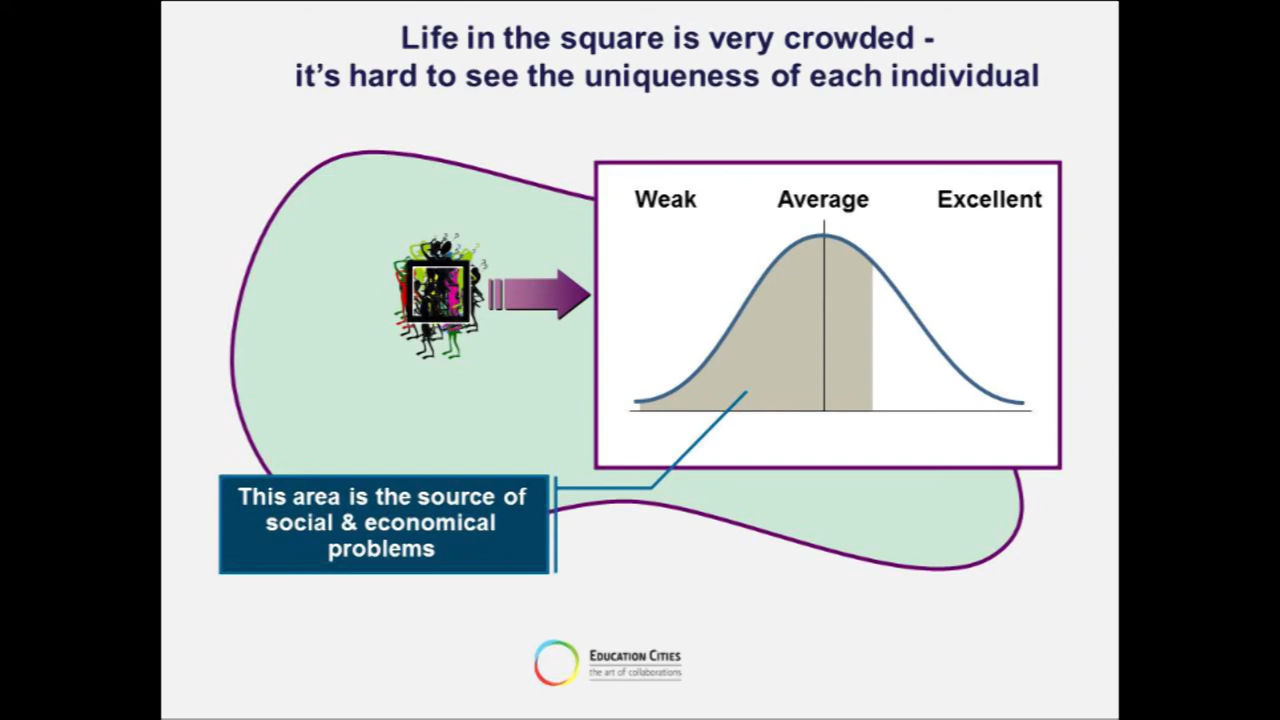 Life in the square is very crowded -
it's hard to see the uniqueness of each individual
Weak Average Excellent
This area is the source of
social & economical
problems
EDUCATION CITIES
the art of collaborations